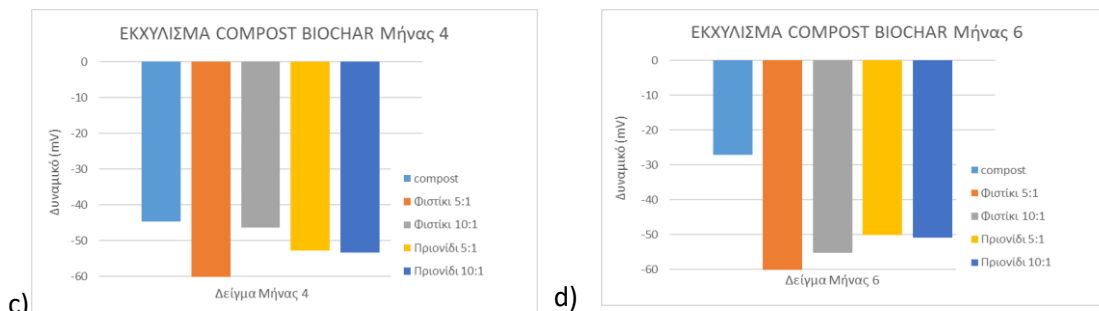 ΕΚΧΥΛΙΣΜΑ COMPOST BIOCHAR Μήνας 4
0
-10
-20
-30
-40
-50
-60
Δυναμικό (mV)
compost
Φιστίκι 5:1
Φιστίκι 10:1
Πριονίδι 5:1
Πριονίδι 10:1
Δείγμα Μήνας 4
c)
ΕΚΧΥΛΙΣΜΑ COMPOST BIOCHAR Μήνας 6
0
-10
-20
-30
-40
-50
-60
Δυναμικό (mV)
compost
Φιστίκι 5:1
Φιστίκι 10:1
Πριονίδι 5:1
Πριονίδι 10:1
Δείγμα Μήνας 6
d)